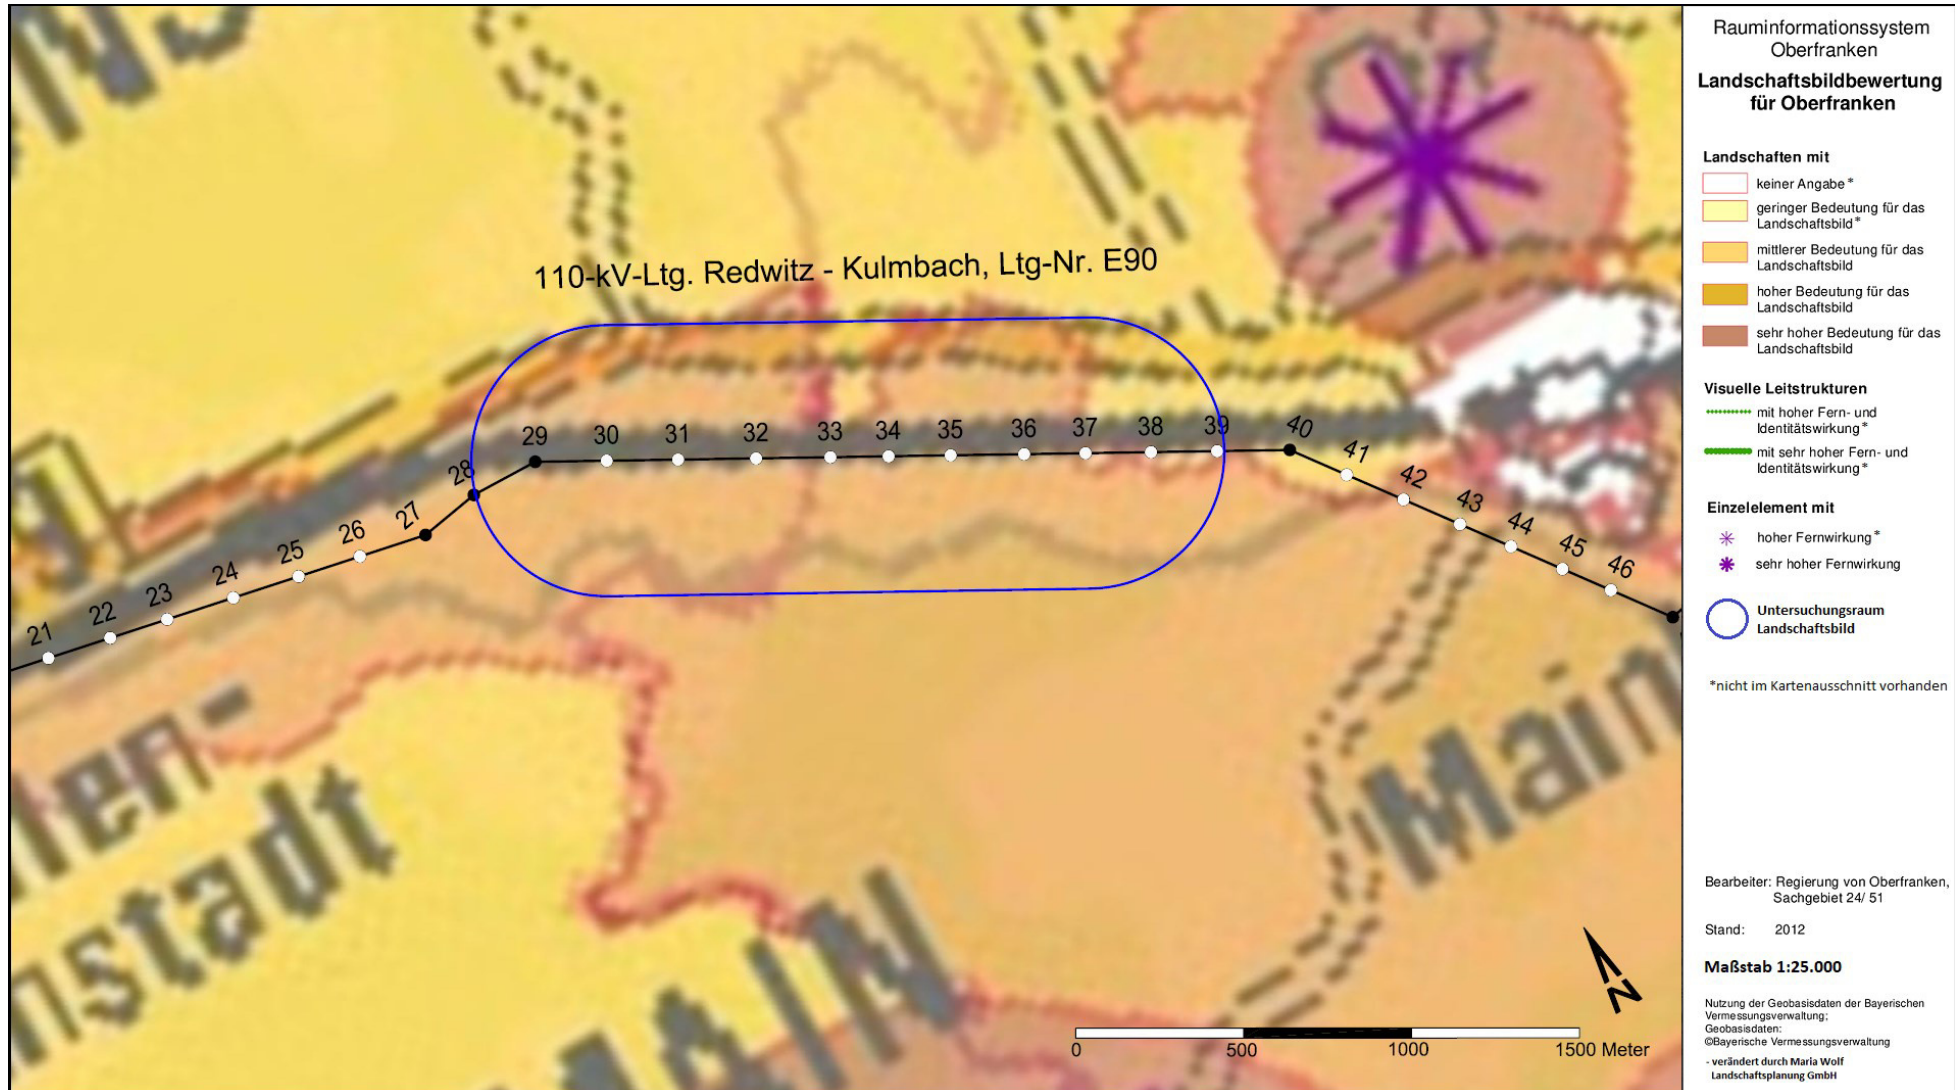 110-kV-Ltg. Redwitz - Kulmbach, Ltg-Nr. E90
21
22
23
24
25
26
27
28
29
30
31
32
33
34
35
36
37
38
39
40
41
42
43
44
45
46
nstadt
MAIN
Main
0 500 1000 1500 Meter
N
Rauminformationssystem
Oberfranken
Landschaftsbildbewertung
für Oberfranken
Landschaften mit
keiner Angabe*
geringer Bedeutung für das
Landschaftsbild*
mittlerer Bedeutung für das
Landschaftsbild
hoher Bedeutung für das
Landschaftsbild
sehr hoher Bedeutung für das
Landschaftsbild
Visuelle Leitstrukturen
mit hoher Fern- und
Identitätswirkung*
mit sehr hoher Fern- und
Identitätswirkung*
Einzelelement mit
hoher Fernwirkung*
sehr hoher Fernwirkung
Untersuchungsraum
Landschaftsbild
*nicht im Kartenausschnitt vorhanden
Bearbeiter: Regierung von Oberfranken,
Sachgebiet 24/ 51
Stand: 2012
Maßstab 1:25.000
Nutzung der Geobasisdaten der Bayerischen
Vermessungsverwaltung;
Geobasisdaten:
©Bayerische Vermessungsverwaltung
- verändert durch Maria Wolf
Landschaftsplanung GmbH